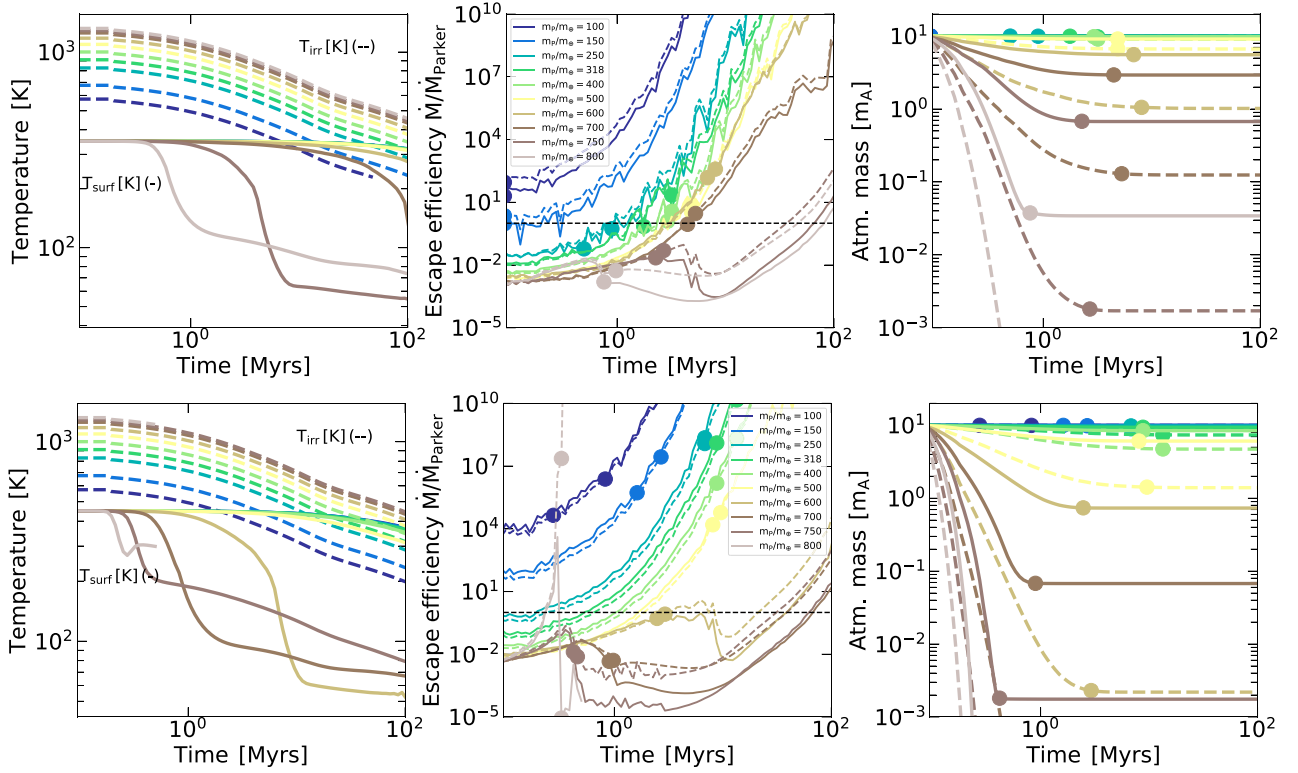 Temperature [K]
10³
10²
T_irr [K] (--)
T_surf [K] (-)
10⁰
10²
Time [Myrs]
Escape efficiency Ṁ/Ṁ_Parker
10¹⁰
10⁷
10⁴
10¹
10⁻²
10⁻⁵
m_P/m_⊕ = 100
m_P/m_⊕ = 150
m_P/m_⊕ = 250
m_P/m_⊕ = 318
m_P/m_⊕ = 400
m_P/m_⊕ = 500
m_P/m_⊕ = 600
m_P/m_⊕ = 700
m_P/m_⊕ = 750
m_P/m_⊕ = 800
10⁰
10²
Time [Myrs]
Atm. mass [m_A]
10¹
10⁰
10⁻¹
10⁻²
10⁻³
10⁰
10²
Time [Myrs]
Temperature [K]
10³
10²
T_irr [K] (--)
T_surf [K] (-)
10⁰
10²
Time [Myrs]
Escape efficiency Ṁ/Ṁ_Parker
10¹⁰
10⁷
10⁴
10¹
10⁻²
10⁻⁵
m_P/m_⊕ = 100
m_P/m_⊕ = 150
m_P/m_⊕ = 250
m_P/m_⊕ = 318
m_P/m_⊕ = 400
m_P/m_⊕ = 500
m_P/m_⊕ = 600
m_P/m_⊕ = 700
m_P/m_⊕ = 750
m_P/m_⊕ = 800
10⁰
10²
Time [Myrs]
Atm. mass [m_A]
10¹
10⁰
10⁻¹
10⁻²
10⁻³
10⁰
10²
Time [Myrs]